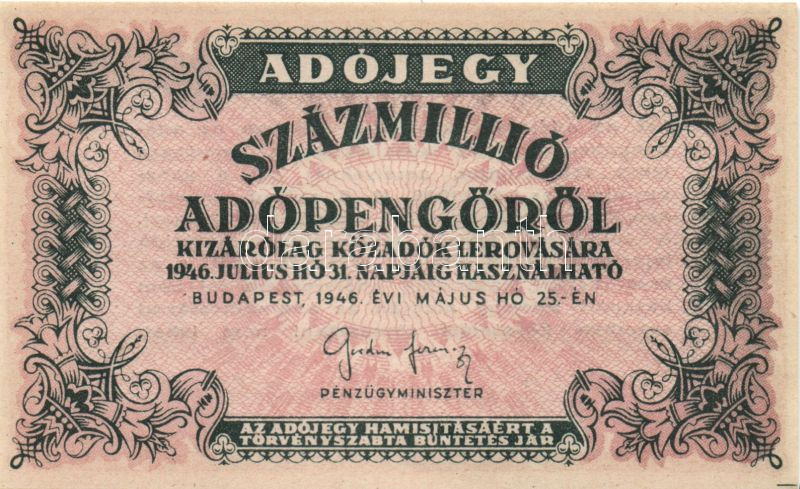 ADÓJEGY
SZÁZMILLIÓ
ADÓPENGŐRŐL
KIZÁRÓLAG KÖZADÓK LEROVÁSÁRA
1946. JULIUS HÓ 31. NAPJÁIG HASZNÁLHATÓ
BUDAPEST, 1946. ÉVI MÁJUS HÓ 25.-ÉN
PÉNZÜGYMINISZTER
AZ ADÓJEGY HAMISITÁSÁÉRT A
TÖRVÉNYSZABTA BÜNTETÉS JÁR